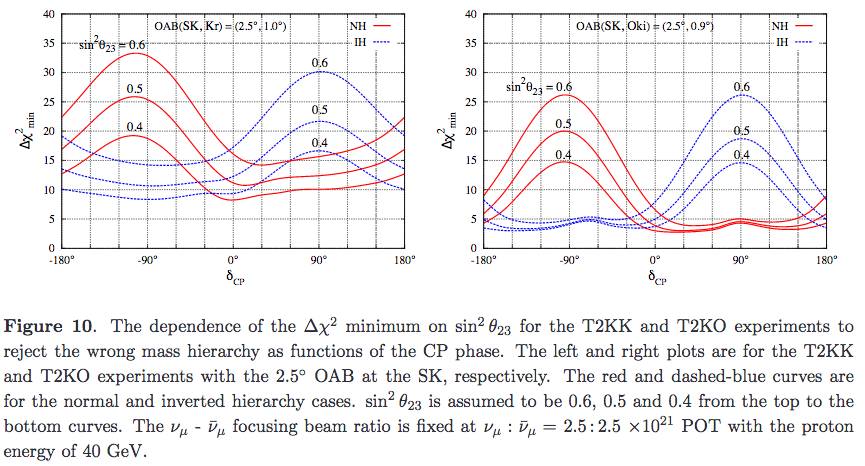 OAB(SK, Kr) = (2.5°, 1.0°) NH
IH
sin²θ₂₃ = 0.6
0.5
0.4
0.6
0.5
0.4
40
35
30
25
20
15
10
5
0
Δχ²min
-180° -90° 0° 90° 180°
δCP
OAB(SK, Oki) = (2.5°, 0.9°) NH
IH
sin²θ₂₃ = 0.6
0.5
0.4
0.6
0.5
0.4
40
35
30
25
20
15
10
5
0
Δχ²min
-180° -90° 0° 90° 180°
δCP
Figure 10. The dependence of the Δχ² minimum on sin² θ₂₃ for the T2KK and T2KO experiments to
reject the wrong mass hierarchy as functions of the CP phase. The left and right plots are for the T2KK
and T2KO experiments with the 2.5° OAB at the SK, respectively. The red and dashed-blue curves are
for the normal and inverted hierarchy cases. sin² θ₂₃ is assumed to be 0.6, 0.5 and 0.4 from the top to the
bottom curves. The νμ - ν̄μ focusing beam ratio is fixed at νμ : ν̄μ = 2.5 : 2.5 ×10²¹ POT with the proton
energy of 40 GeV.